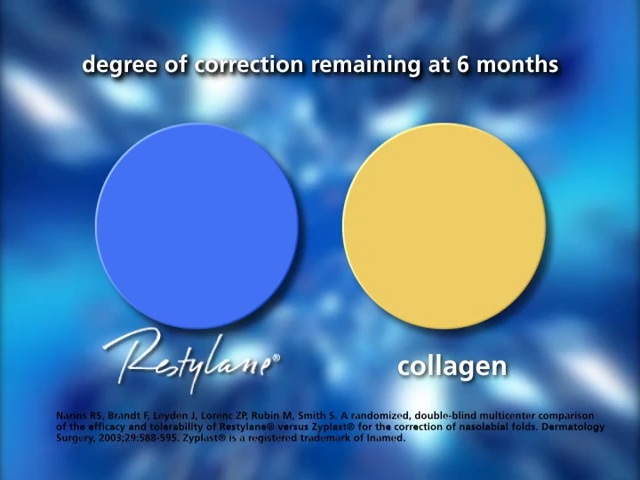 degree of correction remaining at 6 months
Restylane®
collagen
Narins RS, Brandt F, Leyden J, Lorenc ZP, Rubin M, Smith S. A randomized, double-blind multicenter comparison
of the efficacy and tolerability of Restylane® versus Zyplast® for the correction of nasolabial folds. Dermatology
Surgery, 2003;29:588-595. Zyplast® is a registered trademark of Inamed.